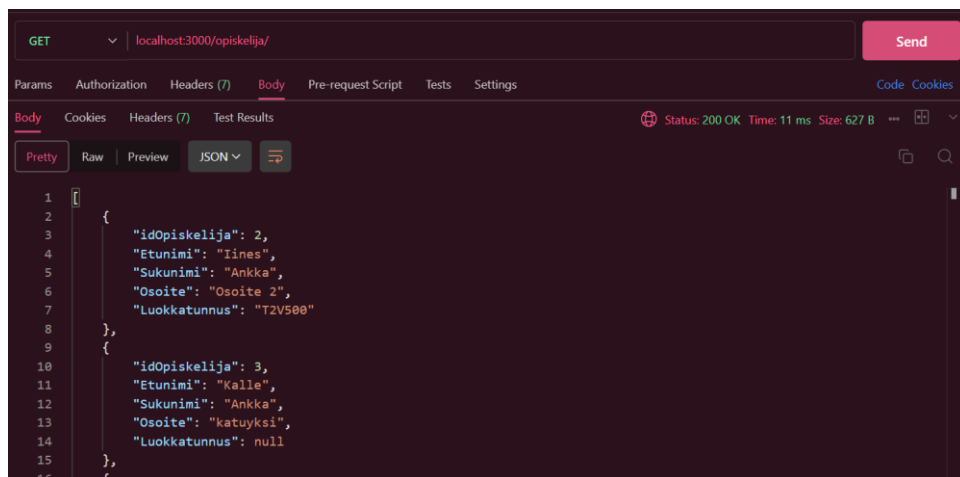 GET localhost:3000/opiskelija/ Send
Params Authorization Headers (7) Body Pre-request Script Tests Settings Code Cookies
Body Cookies Headers (7) Test Results Status: 200 OK Time: 11 ms Size: 627 B
Pretty Raw Preview JSON
1 [
2 {
3 "idOpiskelija": 2,
4 "Etunimi": "Iines",
5 "Sukunimi": "Ankka",
6 "Osoite": "Osoite 2",
7 "Luokkatunnus": "T2V500"
8 },
9 {
10 "idOpiskelija": 3,
11 "Etunimi": "Kalle",
12 "Sukunimi": "Ankka",
13 "Osoite": "katuyksi",
14 "Luokkatunnus": null
15 },
16 {